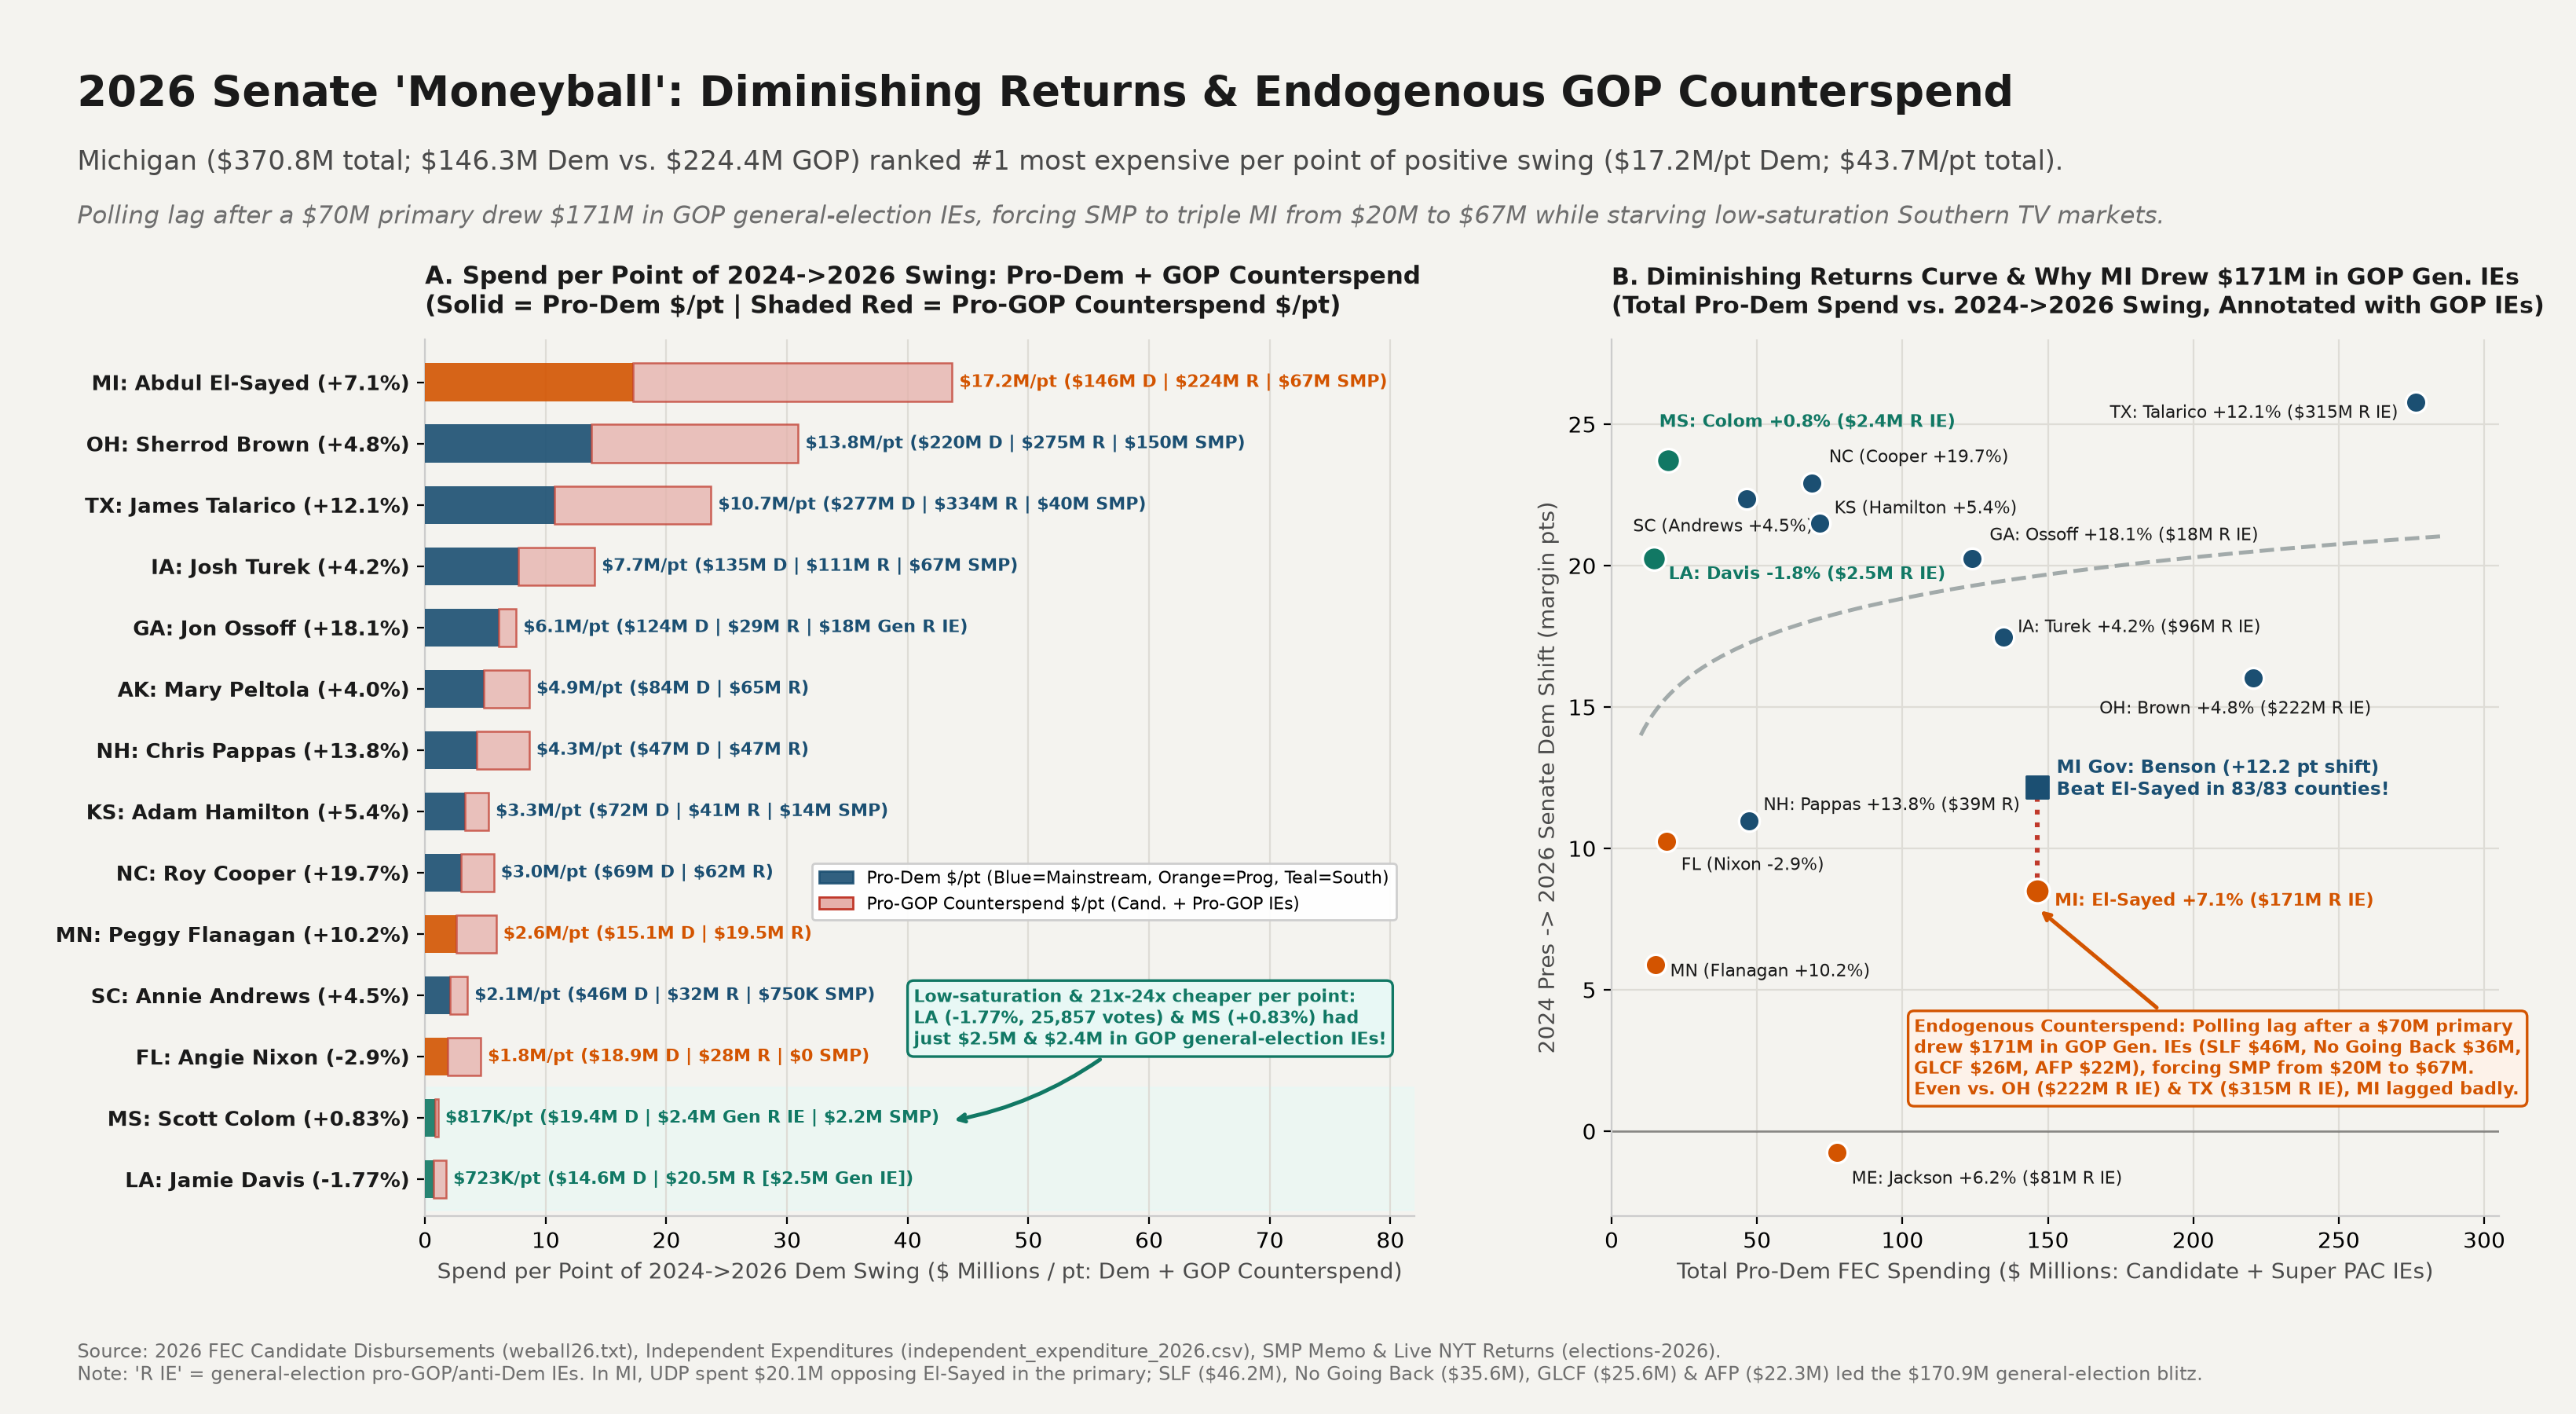 2026 Senate 'Moneyball': Diminishing Returns & Endogenous GOP Counterspend
Michigan ($370.8M total; $146.3M Dem vs. $224.4M GOP) ranked #1 most expensive per point of positive swing ($17.2M/pt Dem; $43.7M/pt total).
Polling lag after a $70M primary drew $171M in GOP general-election IEs, forcing SMP to triple MI from $20M to $67M while starving low-saturation Southern TV markets.
A. Spend per Point of 2024->2026 Swing: Pro-Dem + GOP Counterspend
(Solid = Pro-Dem $/pt | Shaded Red = Pro-GOP Counterspend $/pt)
MI: Abdul El-Sayed (+7.1%)
$17.2M/pt ($146M D | $224M R | $67M SMP)
OH: Sherrod Brown (+4.8%)
$13.8M/pt ($220M D | $275M R | $150M SMP)
TX: James Talarico (+12.1%)
$10.7M/pt ($277M D | $334M R | $40M SMP)
IA: Josh Turek (+4.2%)
$7.7M/pt ($135M D | $111M R | $67M SMP)
GA: Jon Ossoff (+18.1%)
$6.1M/pt ($124M D | $29M R | $18M Gen R IE)
AK: Mary Peltola (+4.0%)
$4.9M/pt ($84M D | $65M R)
NH: Chris Pappas (+13.8%)
$4.3M/pt ($47M D | $47M R)
KS: Adam Hamilton (+5.4%)
$3.3M/pt ($72M D | $41M R | $14M SMP)
NC: Roy Cooper (+19.7%)
$3.0M/pt ($69M D | $62M R)
Pro-Dem $/pt (Blue=Mainstream, Orange=Prog, Teal=South)
Pro-GOP Counterspend $/pt (Cand. + Pro-GOP IEs)
MN: Peggy Flanagan (+10.2%)
$2.6M/pt ($15.1M D | $19.5M R)
SC: Annie Andrews (+4.5%)
$2.1M/pt ($46M D | $32M R | $750K SMP)
Low-saturation & 21x-24x cheaper per point:
LA (-1.77%, 25,857 votes) & MS (+0.83%) had
just $2.5M & $2.4M in GOP general-election IEs!
FL: Angie Nixon (-2.9%)
$1.8M/pt ($18.9M D | $28M R | $0 SMP)
MS: Scott Colom (+0.83%)
$817K/pt ($19.4M D | $2.4M Gen R IE | $2.2M SMP)
LA: Jamie Davis (-1.77%)
$723K/pt ($14.6M D | $20.5M R [$2.5M Gen IE])
0 10 20 30 40 50 60 70 80
Spend per Point of 2024->2026 Dem Swing ($ Millions / pt: Dem + GOP Counterspend)
B. Diminishing Returns Curve & Why MI Drew $171M in GOP Gen. IEs
(Total Pro-Dem Spend vs. 2024->2026 Swing, Annotated with GOP IEs)
2024 Pres -> 2026 Senate Dem Shift (margin pts)
25
20
15
10
5
0
TX: Talarico +12.1% ($315M R IE)
MS: Colom +0.8% ($2.4M R IE)
NC (Cooper +19.7%)
KS (Hamilton +5.4%)
SC (Andrews +4.5%)
GA: Ossoff +18.1% ($18M R IE)
LA: Davis -1.8% ($2.5M R IE)
IA: Turek +4.2% ($96M R IE)
OH: Brown +4.8% ($222M R IE)
MI Gov: Benson (+12.2 pt shift)
Beat El-Sayed in 83/83 counties!
NH: Pappas +13.8% ($39M R)
FL (Nixon -2.9%)
MI: El-Sayed +7.1% ($171M R IE)
MN (Flanagan +10.2%)
Endogenous Counterspend: Polling lag after a $70M primary
drew $171M in GOP Gen. IEs (SLF $46M, No Going Back $36M,
GLCF $26M, AFP $22M), forcing SMP from $20M to $67M.
Even vs. OH ($222M R IE) & TX ($315M R IE), MI lagged badly.
ME: Jackson +6.2% ($81M R IE)
0 50 100 150 200 250 300
Total Pro-Dem FEC Spending ($ Millions: Candidate + Super PAC IEs)
Source: 2026 FEC Candidate Disbursements (weball26.txt), Independent Expenditures (independent_expenditure_2026.csv), SMP Memo & Live NYT Returns (elections-2026).
Note: 'R IE' = general-election pro-GOP/anti-Dem IEs. In MI, UDP spent $20.1M opposing El-Sayed in the primary; SLF ($46.2M), No Going Back ($35.6M), GLCF ($25.6M) & AFP ($22.3M) led the $170.9M general-election blitz.